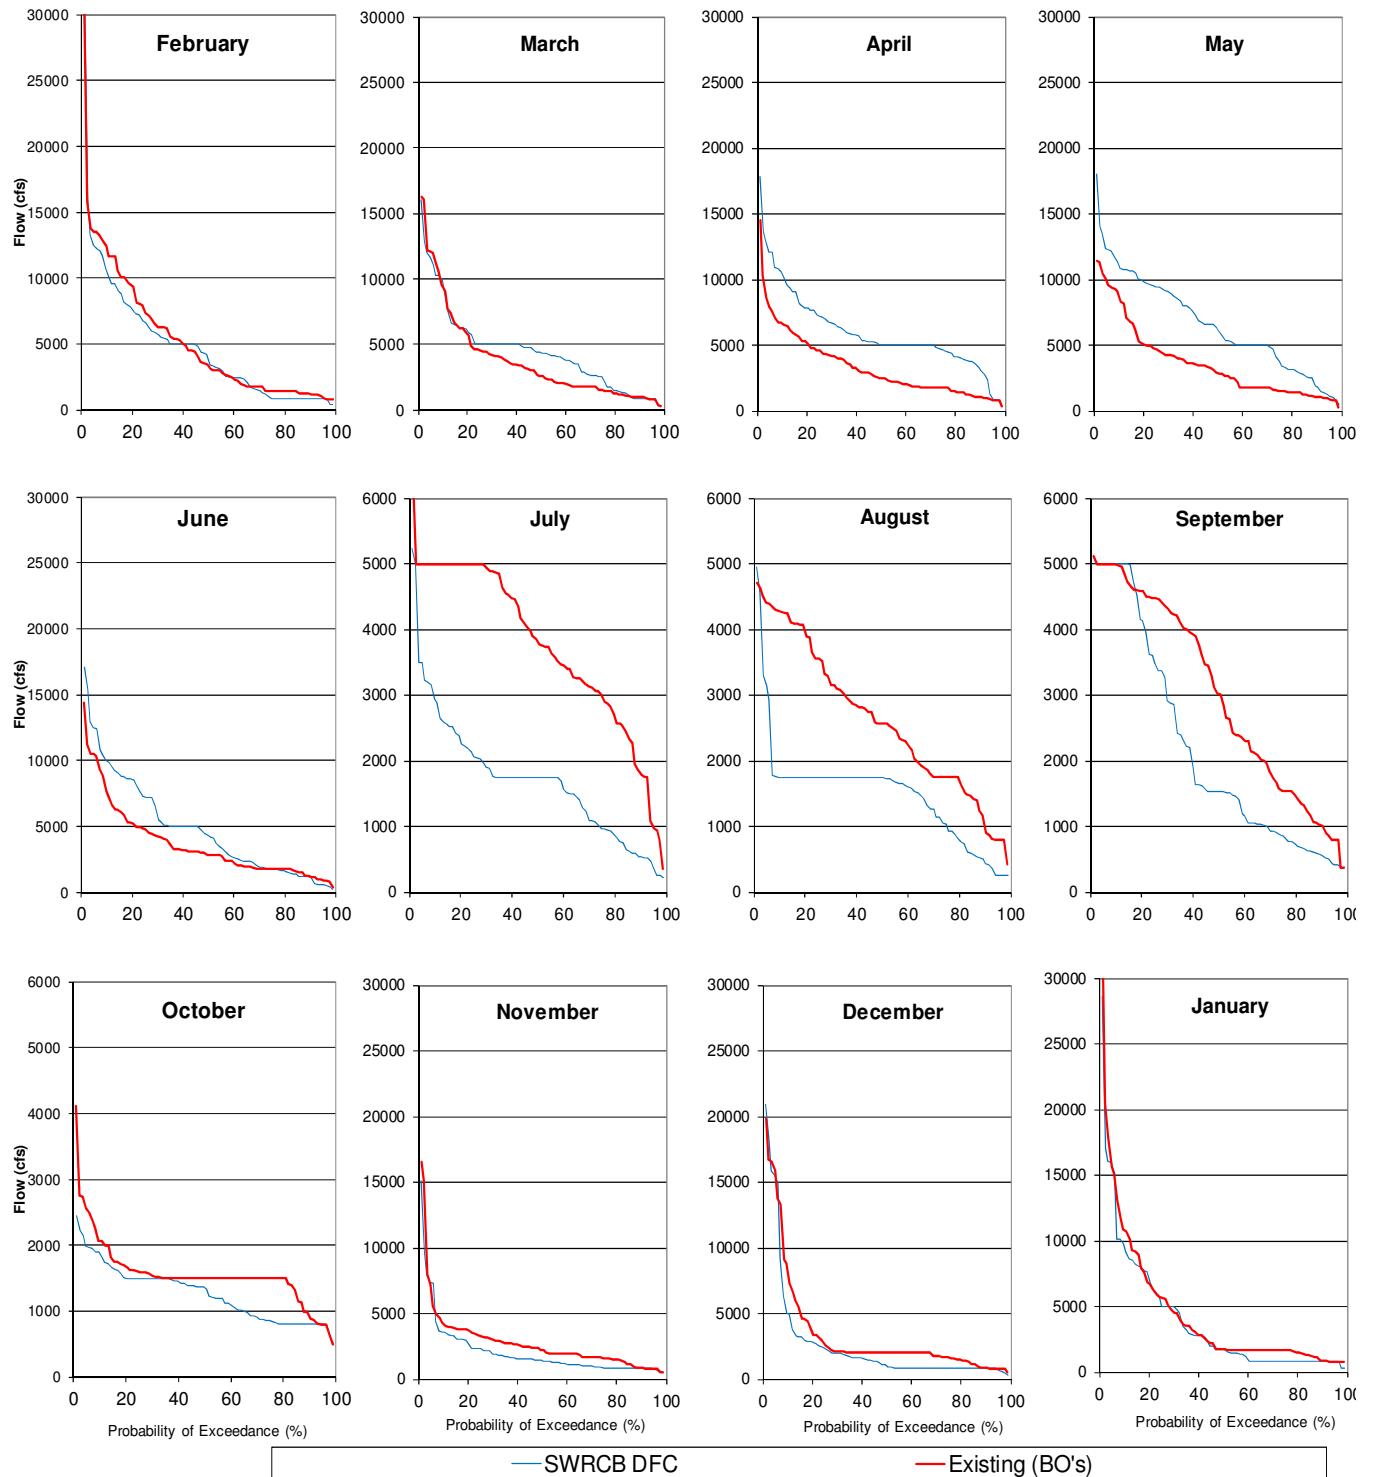 February
March
April
May
30000
25000
20000
15000
10000
5000
0
Flow (cfs)
0 20 40 60 80 100
30000
25000
20000
15000
10000
5000
0
0 20 40 60 80 100
30000
25000
20000
15000
10000
5000
0
0 20 40 60 80 100
30000
25000
20000
15000
10000
5000
0
0 20 40 60 80 100
June
July
August
September
30000
25000
20000
15000
10000
5000
0
Flow (cfs)
0 20 40 60 80 100
6000
5000
4000
3000
2000
1000
0
0 20 40 60 80 100
6000
5000
4000
3000
2000
1000
0
0 20 40 60 80 100
6000
5000
4000
3000
2000
1000
0
0 20 40 60 80 100
October
November
December
January
6000
5000
4000
3000
2000
1000
0
Flow (cfs)
0 20 40 60 80 100
Probability of Exceedance (%)
30000
25000
20000
15000
10000
5000
0
0 20 40 60 80 100
Probability of Exceedance (%)
30000
25000
20000
15000
10000
5000
0
0 20 40 60 80 100
Probability of Exceedance (%)
30000
25000
20000
15000
10000
5000
0
0 20 40 60 80 100
Probability of Exceedance (%)
SWRCB DFC
Existing (BO's)